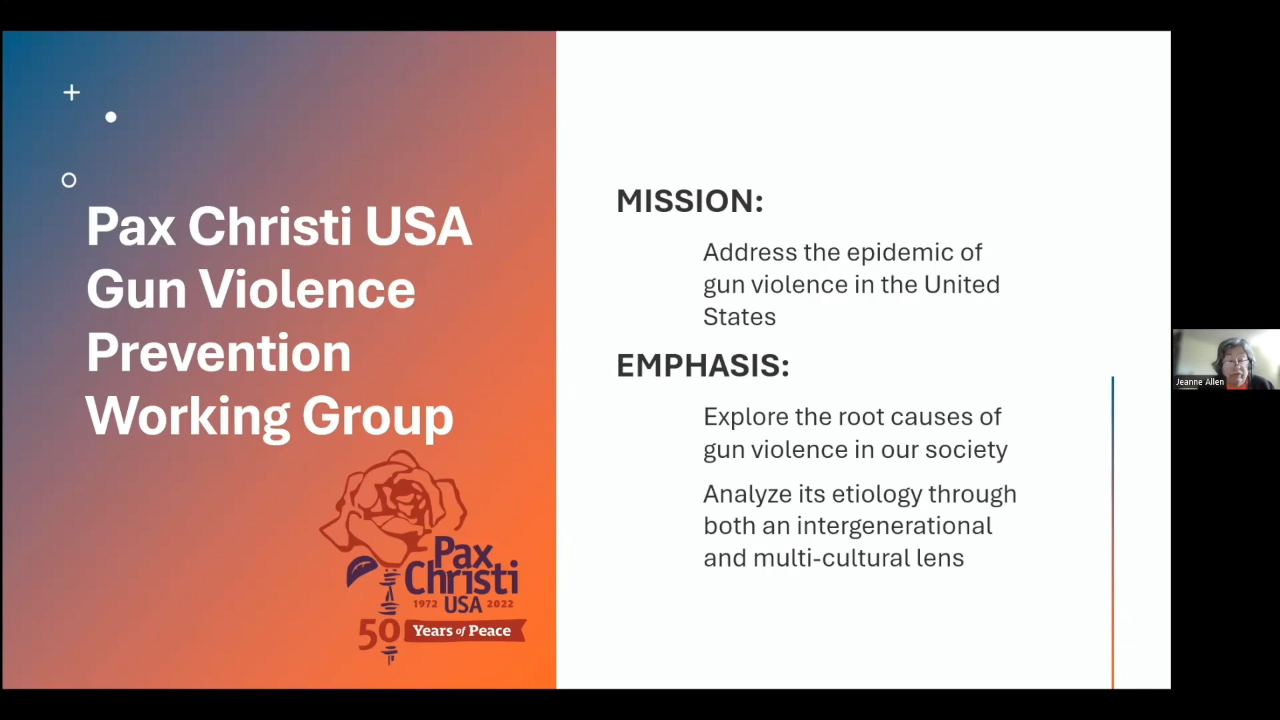 Pax Christi USA
Gun Violence
Prevention
Working Group
Pax
Christi
1972 USA 2022
50 Years of Peace
MISSION:
Address the epidemic of
gun violence in the United
States
EMPHASIS:
Explore the root causes of
gun violence in our society
Analyze its etiology through
both an intergenerational
and multi-cultural lens
Jeanne Allen